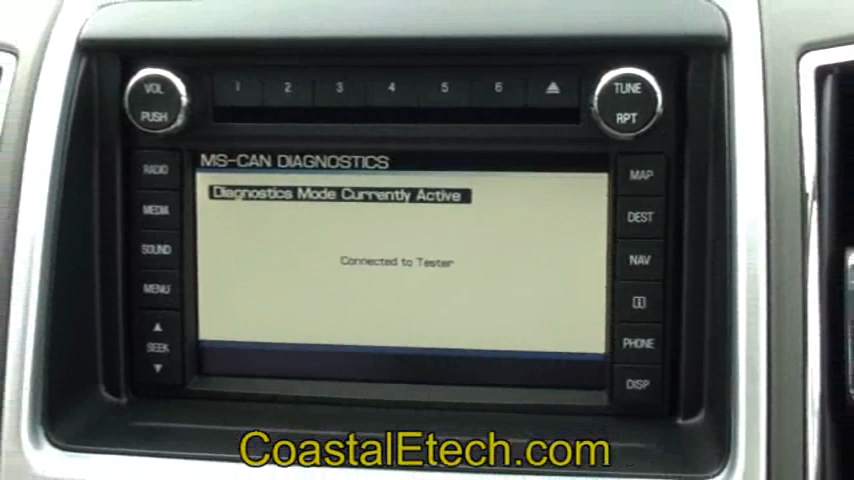 VOL
PUSH
1 2 3 4 5 6
TUNE
RPT
RADIO
MEDIA
SOUND
MENU
SEEK
MS-CAN DIAGNOSTICS
Diagnostics Mode Currently Active
Connected to Tester
MAP
DEST
NAV
PHONE
DISP
CoastalEtech.com